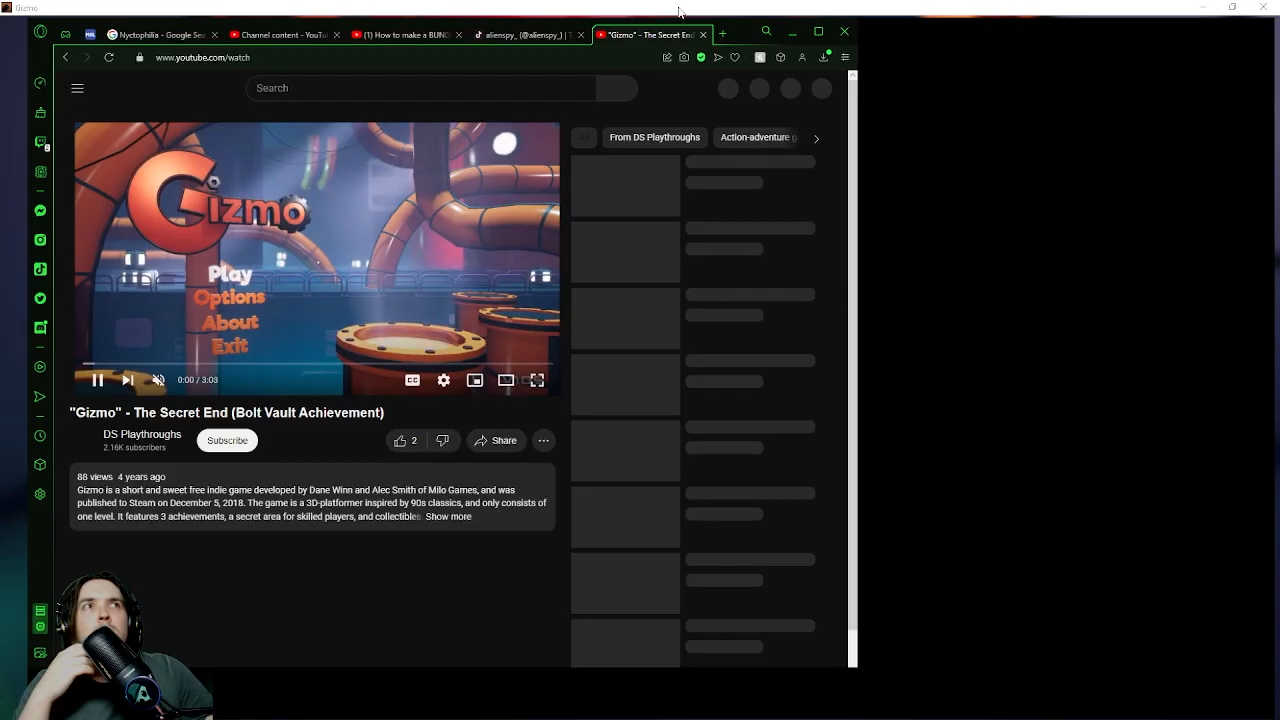 Gizmo
Nyctophilia - Google Sea
Channel content - YouTu
(1) How to make a BUNG
alienspy_ (@alienspy_) | T
"Gizmo" - The Secret End
www.youtube.com/watch
Search
All
From DS Playthroughs
Action-adventure g
Gizmo
Play
Options
About
Exit
0:00 / 3:03
CC
"Gizmo" - The Secret End (Bolt Vault Achievement)
DS Playthroughs
2.16K subscribers
Subscribe
2
Share
88 views 4 years ago
Gizmo is a short and sweet free indie game developed by Dane Winn and Alec Smith of Milo Games, and was
published to Steam on December 5, 2018. The game is a 3D-platformer inspired by 90s classics, and only consists of
one level. It features 3 achievements, a secret area for skilled players, and collectibles Show more